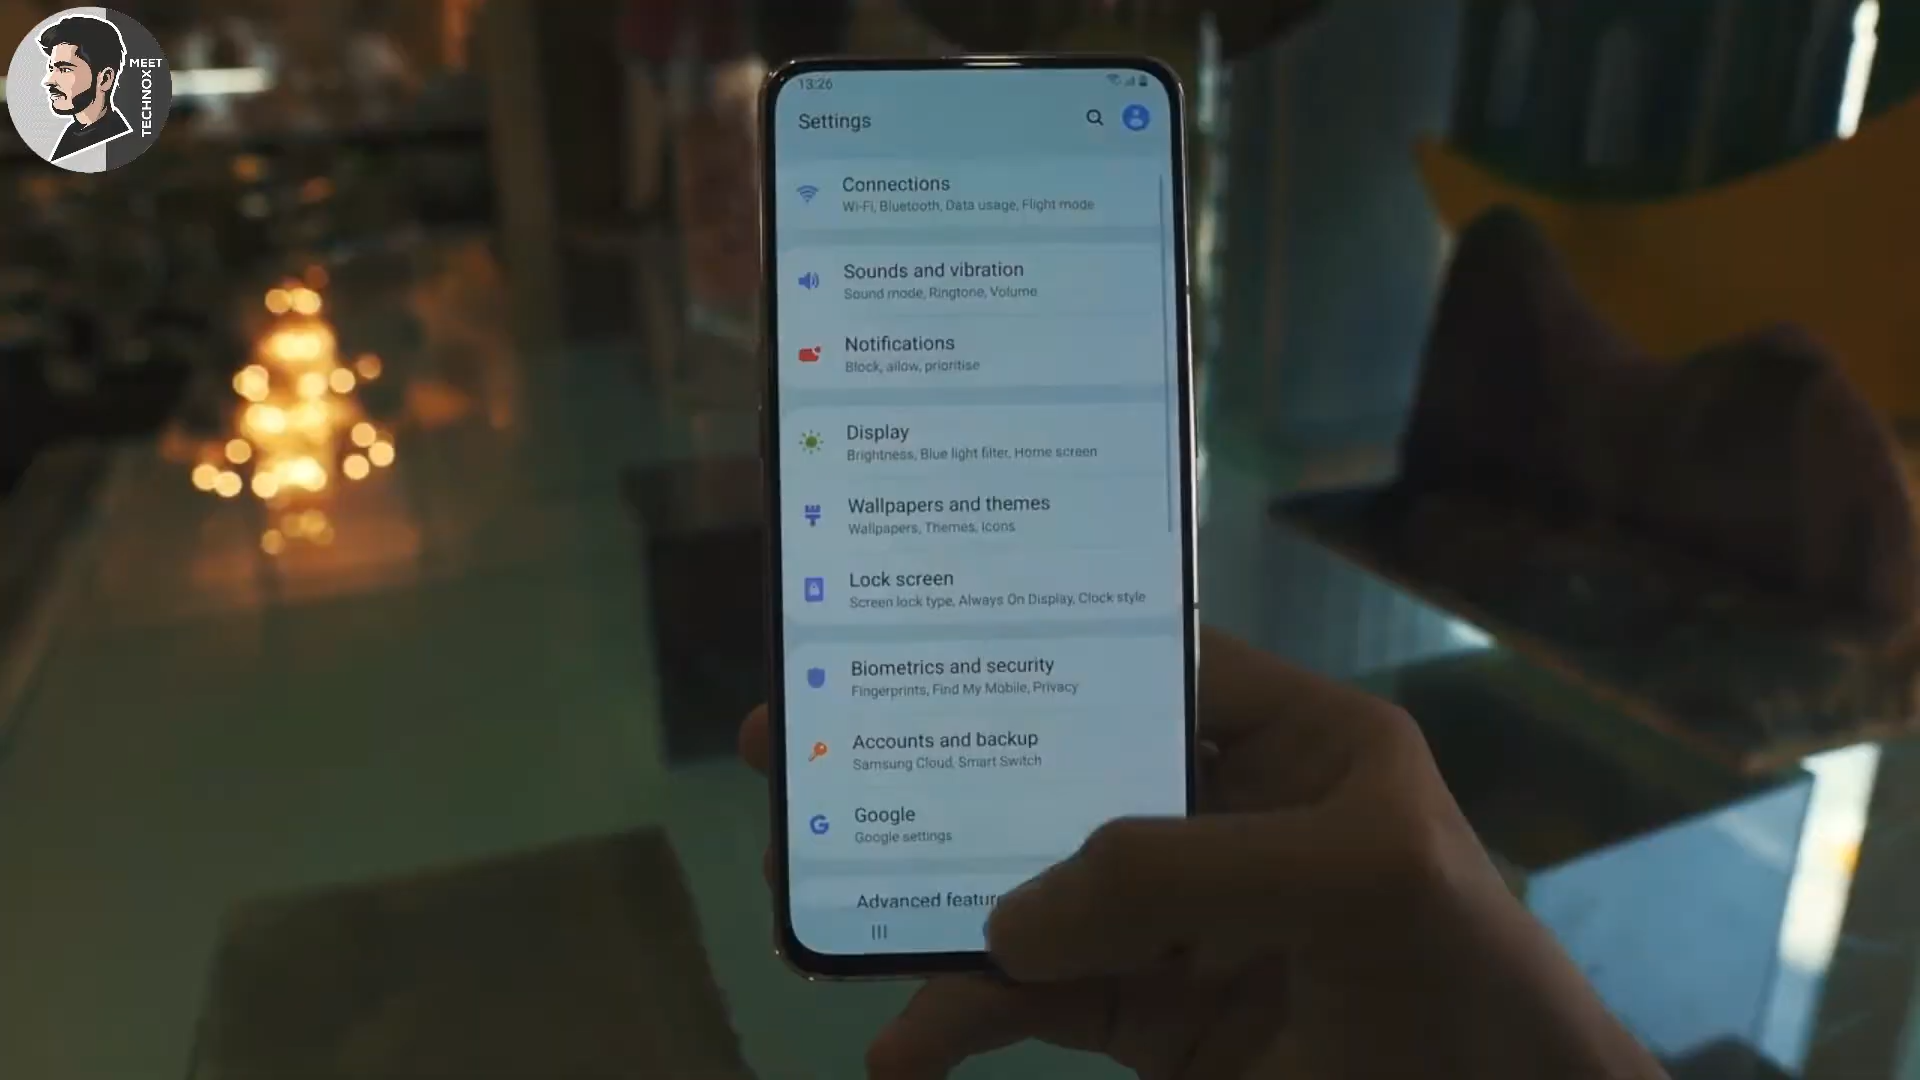 MEET
TECHNOX
13:26
Settings
Connections
Wi-Fi, Bluetooth, Data usage, Flight mode
Sounds and vibration
Sound mode, Ringtone, Volume
Notifications
Block, allow, prioritise
Display
Brightness, Blue light filter, Home screen
Wallpapers and themes
Wallpapers, Themes, Icons
Lock screen
Screen lock type, Always On Display, Clock style
Biometrics and security
Fingerprints, Find My Mobile, Privacy
Accounts and backup
Samsung Cloud, Smart Switch
Google
Google settings
Advanced featur